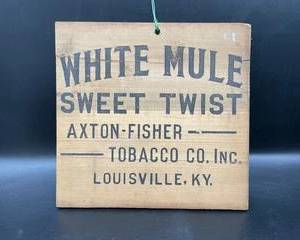 WHITE MULE
SWEET TWIST
AXTON-FISHER
TOBACCO CO. INC.
LOUISVILLE, KY.